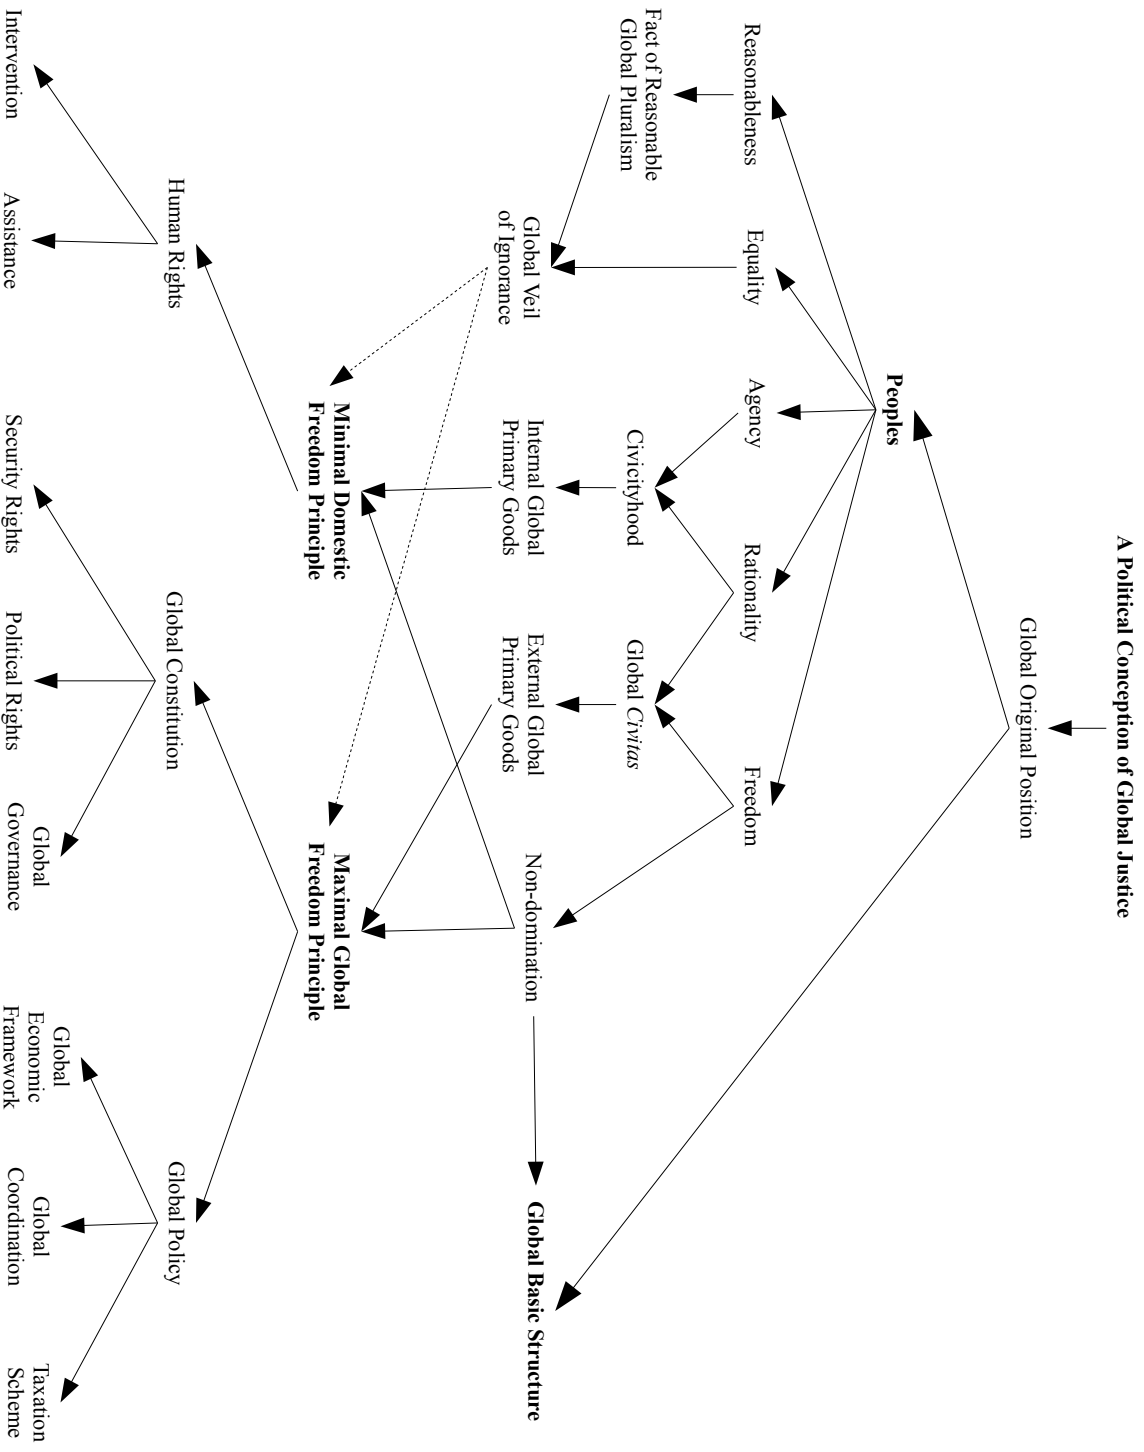 A Political Conception of Global Justice
Global Original Position
Peoples
Reasonableness
Equality
Agency
Rationality
Freedom
Fact of Reasonable
Global Pluralism
Civicityhood
Global Civitas
Global Veil
of Ignorance
Internal Global
Primary Goods
External Global
Primary Goods
Non-domination
Global Basic Structure
Minimal Domestic
Freedom Principle
Maximal Global
Freedom Principle
Human Rights
Global Constitution
Global Policy
Intervention
Assistance
Security Rights
Political Rights
Global
Governance
Global
Economic
Framework
Global
Coordination
Taxation
Scheme